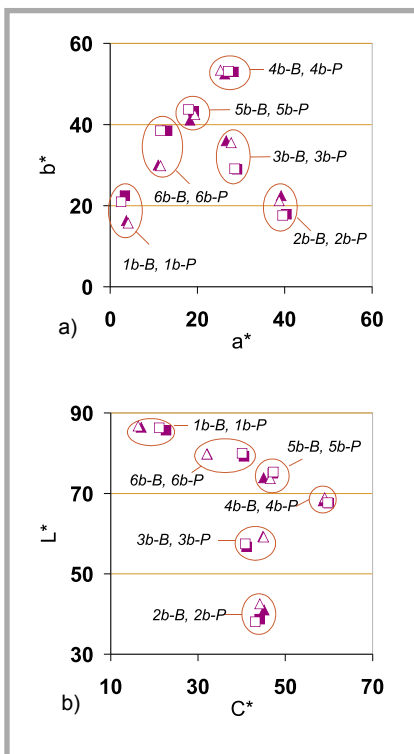 60
4b-B, 4b-P
5b-B, 5b-P
40
b*
3b-B, 3b-P
6b-B, 6b-P
20
2b-B, 2b-P
1b-B, 1b-P
0
0 20 40 60
a)
a*
90
1b-B, 1b-P
5b-B, 5b-P
6b-B, 6b-P
70
4b-B, 4b-P
L*
3b-B, 3b-P
50
2b-B, 2b-P
30
10 30 50 70
b)
C*